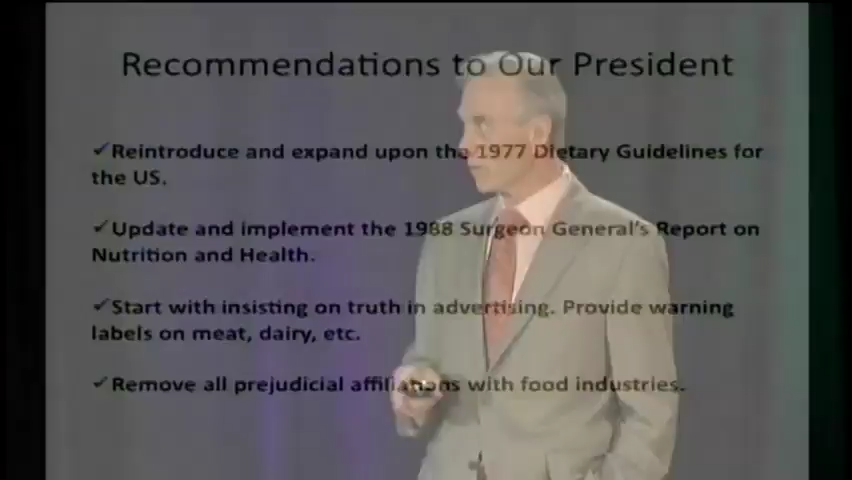 Recommendations to Our President
✓Reintroduce and expand upon the 1977 Dietary Guidelines for
the US.
✓Update and implement the 1988 Surgeon General's Report on
Nutrition and Health.
✓Start with insisting on truth in advertising. Provide warning
labels on meat, dairy, etc.
✓Remove all prejudicial affiliations with food industries.